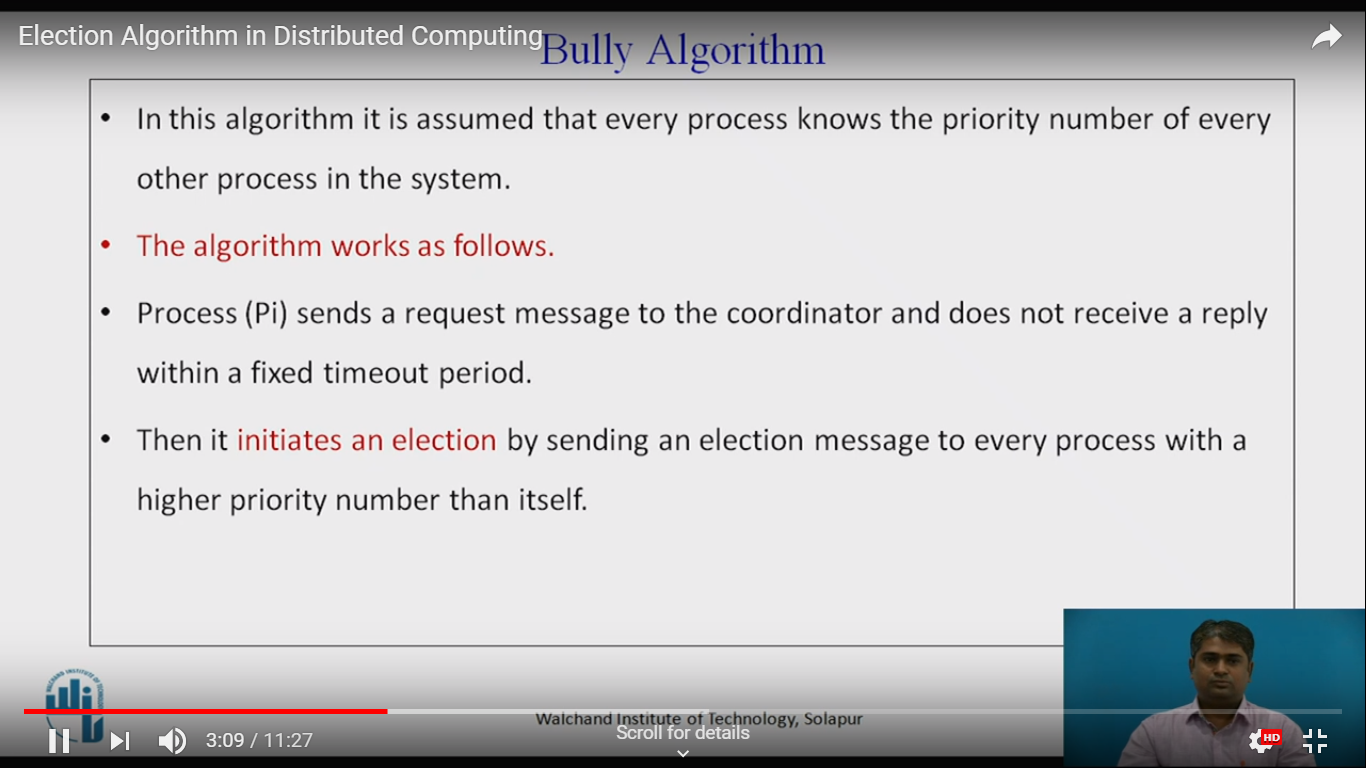 Election Algorithm in Distributed Computing
Bully Algorithm
• In this algorithm it is assumed that every process knows the priority number of every
other process in the system.
• The algorithm works as follows.
• Process (Pi) sends a request message to the coordinator and does not receive a reply
within a fixed timeout period.
• Then it initiates an election by sending an election message to every process with a
higher priority number than itself.
Walchand Institute of Technology, Solapur
Scroll for details
3:09 / 11:27
HD